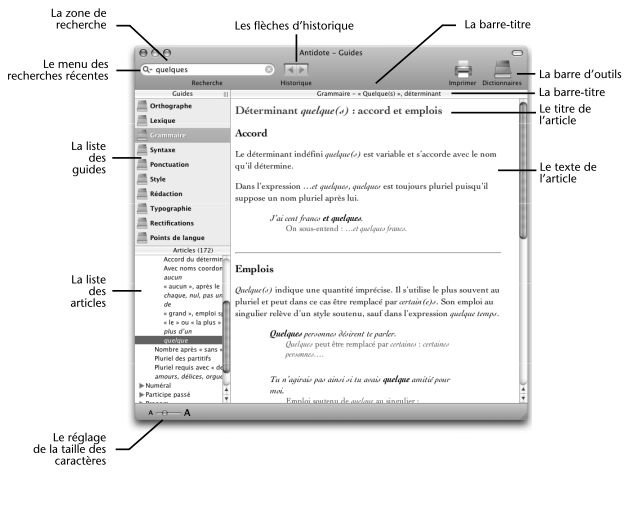 La zone de
recherche
Les flèches d’historique
La barre-titre
Le menu des
recherches récentes
La barre d’outils
La barre-titre
Le titre de
l’article
La liste
des
guides
Le texte de
l’article
La liste
des
articles
Le réglage
de la taille des
caractères
Antidote – Guides
quelques
Recherche
Historique
Imprimer
Dictionnaires
Guides
Grammaire – « Quelque(s) », déterminant
Orthographe
Lexique
Grammaire
Syntaxe
Ponctuation
Style
Rédaction
Typographie
Rectifications
Points de langue
Articles (172)
Accord du détermin
Avec noms coordon
aucun
« aucun », après le
chaque, nul, pas un
de
« grand », emploi sp
« le » ou « la plus »
plus d’un
quelque
Nombre après « sans »
Pluriel des partitifs
Pluriel requis avec « de
amours, délices, orgue
Numéral
Participe passé
A A
Déterminant quelque(s) : accord et emplois
Accord
Le déterminant indéfini quelque(s) est variable et s’accorde avec le nom
qu’il détermine.
Dans l’expression …et quelques, quelques est toujours pluriel puisqu’il
suppose un nom pluriel après lui.
J’ai cent francs et quelques.
On sous-entend : …et quelques francs.
Emplois
Quelque(s) indique une quantité imprécise. Il s’utilise le plus souvent au
pluriel et peut dans ce cas être remplacé par certain(e)s. Son emploi au
singulier relève d’un style soutenu, sauf dans l’expression quelque temps.
Quelques personnes désirent te parler.
Quelques peut être remplacé par certaines : certaines
personnes….
Tu n’agirais pas ainsi si tu avais quelque amitié pour
moi.
Emploi soutenu de quelque au singulier :